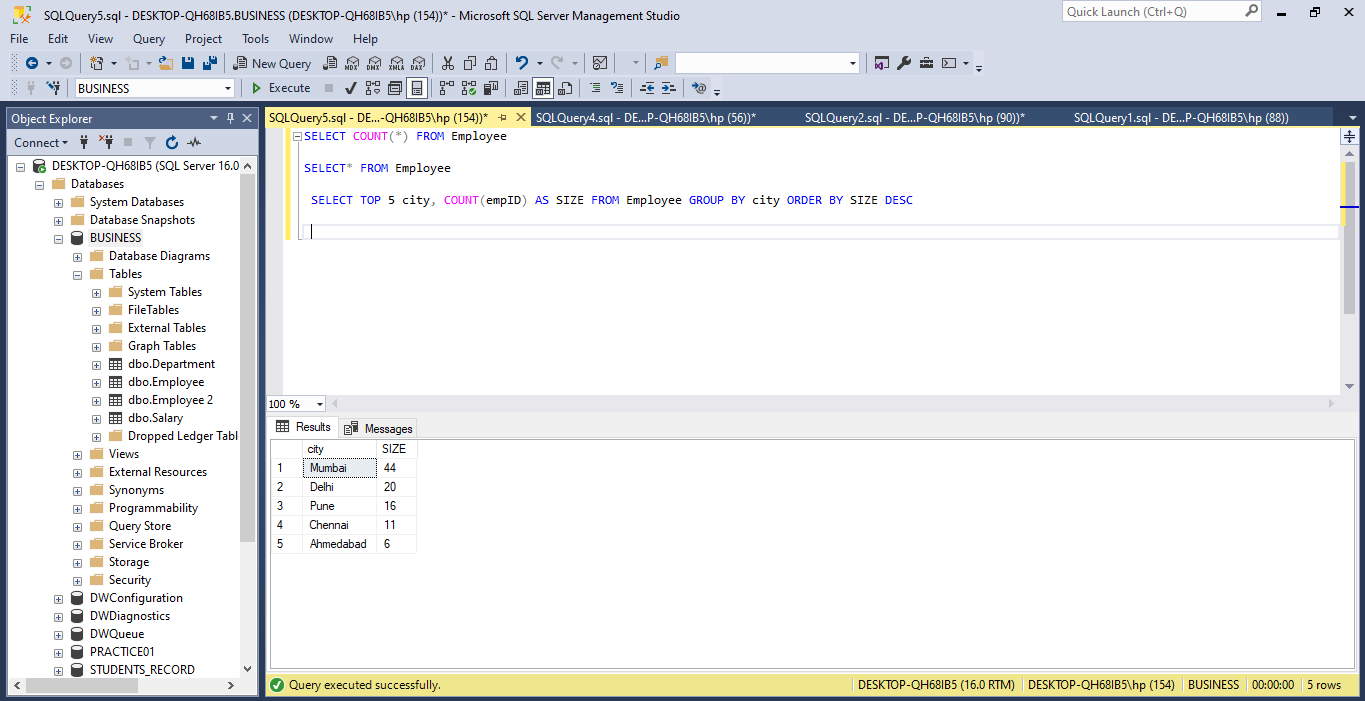 SQLQuery5.sql - DESKTOP-QH68IB5.BUSINESS (DESKTOP-QH68IB5\hp (154))* - Microsoft SQL Server Management Studio
Quick Launch (Ctrl+Q)
File Edit View Query Project Tools Window Help
New Query MDX DMX XMLA DAX
BUSINESS Execute
Object Explorer
Connect
DESKTOP-QH68IB5 (SQL Server 16.0
Databases
System Databases
Database Snapshots
BUSINESS
Database Diagrams
Tables
System Tables
FileTables
External Tables
Graph Tables
dbo.Department
dbo.Employee
dbo.Employee 2
dbo.Salary
Dropped Ledger Tabl
Views
External Resources
Synonyms
Programmability
Query Store
Service Broker
Storage
Security
DWConfiguration
DWDiagnostics
DWQueue
PRACTICE01
STUDENTS_RECORD
SQLQuery5.sql - DE...-QH68IB5\hp (154))* SQLQuery4.sql - DE...P-QH68IB5\hp (56))* SQLQuery2.sql - DE...P-QH68IB5\hp (90))* SQLQuery1.sql - DE...P-QH68IB5\hp (88))
SELECT COUNT(*) FROM Employee
SELECT* FROM Employee
SELECT TOP 5 city, COUNT(empID) AS SIZE FROM Employee GROUP BY city ORDER BY SIZE DESC
100 %
Results Messages
city SIZE
1 Mumbai 44
2 Delhi 20
3 Pune 16
4 Chennai 11
5 Ahmedabad 6
Query executed successfully. DESKTOP-QH68IB5 (16.0 RTM) DESKTOP-QH68IB5\hp (154) BUSINESS 00:00:00 5 rows